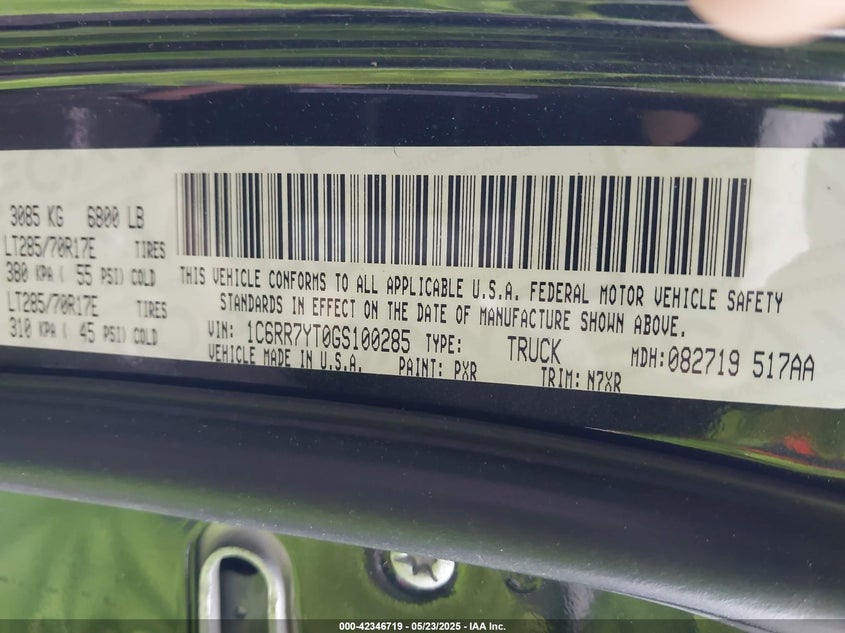 3085 KG 6800 LB
LT285/70R17E TIRES
380 KPA ( 55 PSI) COLD
LT285/70R17E TIRES
310 KPA ( 45 PSI) COLD
THIS VEHICLE CONFORMS TO ALL APPLICABLE U.S.A. FEDERAL MOTOR VEHICLE SAFETY
STANDARDS IN EFFECT ON THE DATE OF MANUFACTURE SHOWN ABOVE.
VIN: 1C6RR7YT0GS100285 TYPE: TRUCK MDH:082719 517AA
VEHICLE MADE IN U.S.A. PAINT: PXR TRIM: N7XR
000-42346719 - 05/23/2025 - IAA Inc.